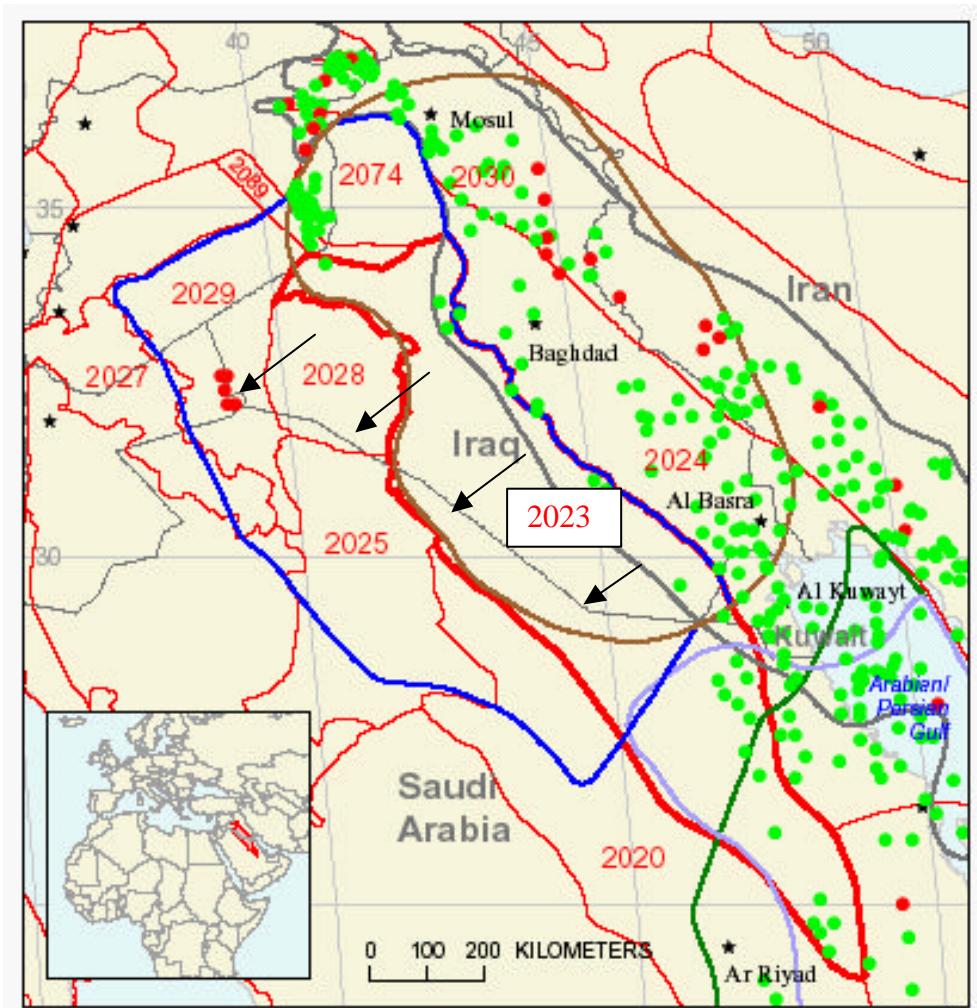 40
45
50
Mosul
2089
2074
2030
35
2029
Iran
Baghdad
2027
2028
Iraq
2024
Al Basra
2023
2025
30
Al Kuwayt
Kuwait
Arabian/
Persian
Gulf
Saudi
Arabia
2020
0 100 200 KILOMETERS
Ar Riyad